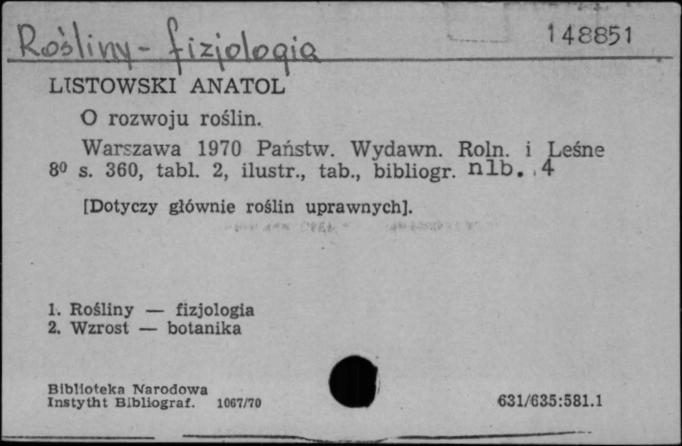 Rośliny - fizjologia 148851
LISTOWSKI ANATOL
O rozwoju roślin.
Warszawa 1970 Państw. Wydawn. Roln. i Leśne
8⁰ s. 360, tabl. 2, ilustr., tab., bibliogr. nlb. 4
[Dotyczy głównie roślin uprawnych].
1. Rośliny — fizjologia
2. Wzrost — botanika
Biblioteka Narodowa
Instytht Bibliograf. 1067/70 631/635:581.1